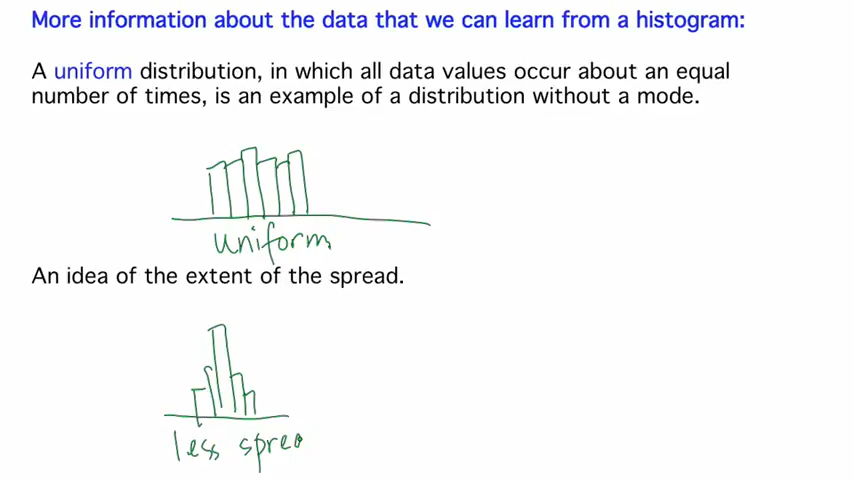 More information about the data that we can learn from a histogram:
A uniform distribution, in which all data values occur about an equal
number of times, is an example of a distribution without a mode.
uniform
An idea of the extent of the spread.
less sprea